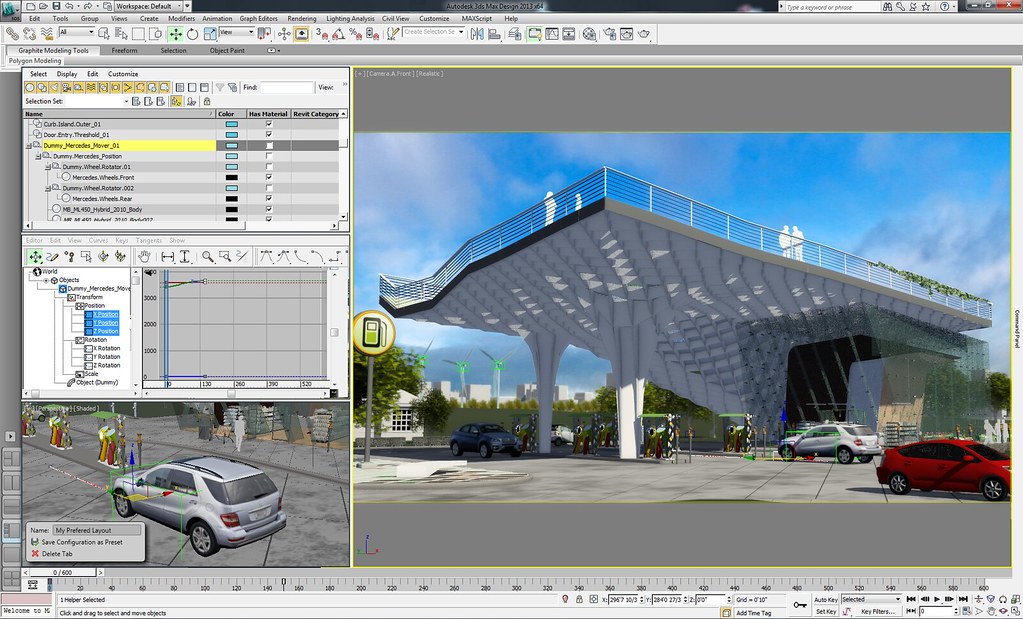 Workspace: Default
Autodesk 3ds Max Design 2013 x64
Type a keyword or phrase
Edit Tools Group Views Create Modifiers Animation Graph Editors Rendering Lighting Analysis Civil View Customize MAXScript Help
All
View
Create Selection Se
Graphite Modeling Tools Freeform Selection Object Paint
Polygon Modeling
Select Display Edit Customize
Find: View:
Selection Set:
Name Color Has Material Revit Category
Curb.Island.Outer_01
Door.Entry.Threshold_01
Dummy_Mercedes_Mover_01
Dummy.Mercedes_Position
Dummy.Wheel.Rotator.01
Mercedes.Wheels.Front
Dummy.Wheel.Rotator.002
Mercedes.Wheels.Rear
MB_ML450_Hybrid_2010_Body
Editor Edit View Curves Keys Tangents Show
World
Objects
Dummy_Mercedes_Move
Transform
Position
X Position
Y Position
Z Position
Rotation
X Rotation
Y Rotation
Z Rotation
Scale
Object (Dummy)
3000
2000
1000
0
0 130 260 390 520
[Perspective] [Shaded]
Name: My Prefered Layout
Save Configuration as Preset
Delete Tab
[+] [Camera.A.Front] [Realistic]
Command Panel
0 / 600
0 20 40 60 80 100 120 140 160 180 200 220 240 260 280 300 320 340 360 380 400 420 440 460 480 500 520 540 560 580 600
1 Helper Selected
X: 296'7 10/3 Y: 284'0 27/3 Z: 0'0" Grid = 0'10"
Auto Key Selected
Welcome to M
Click and drag to select and move objects
Add Time Tag
Set Key Key Filters...
0